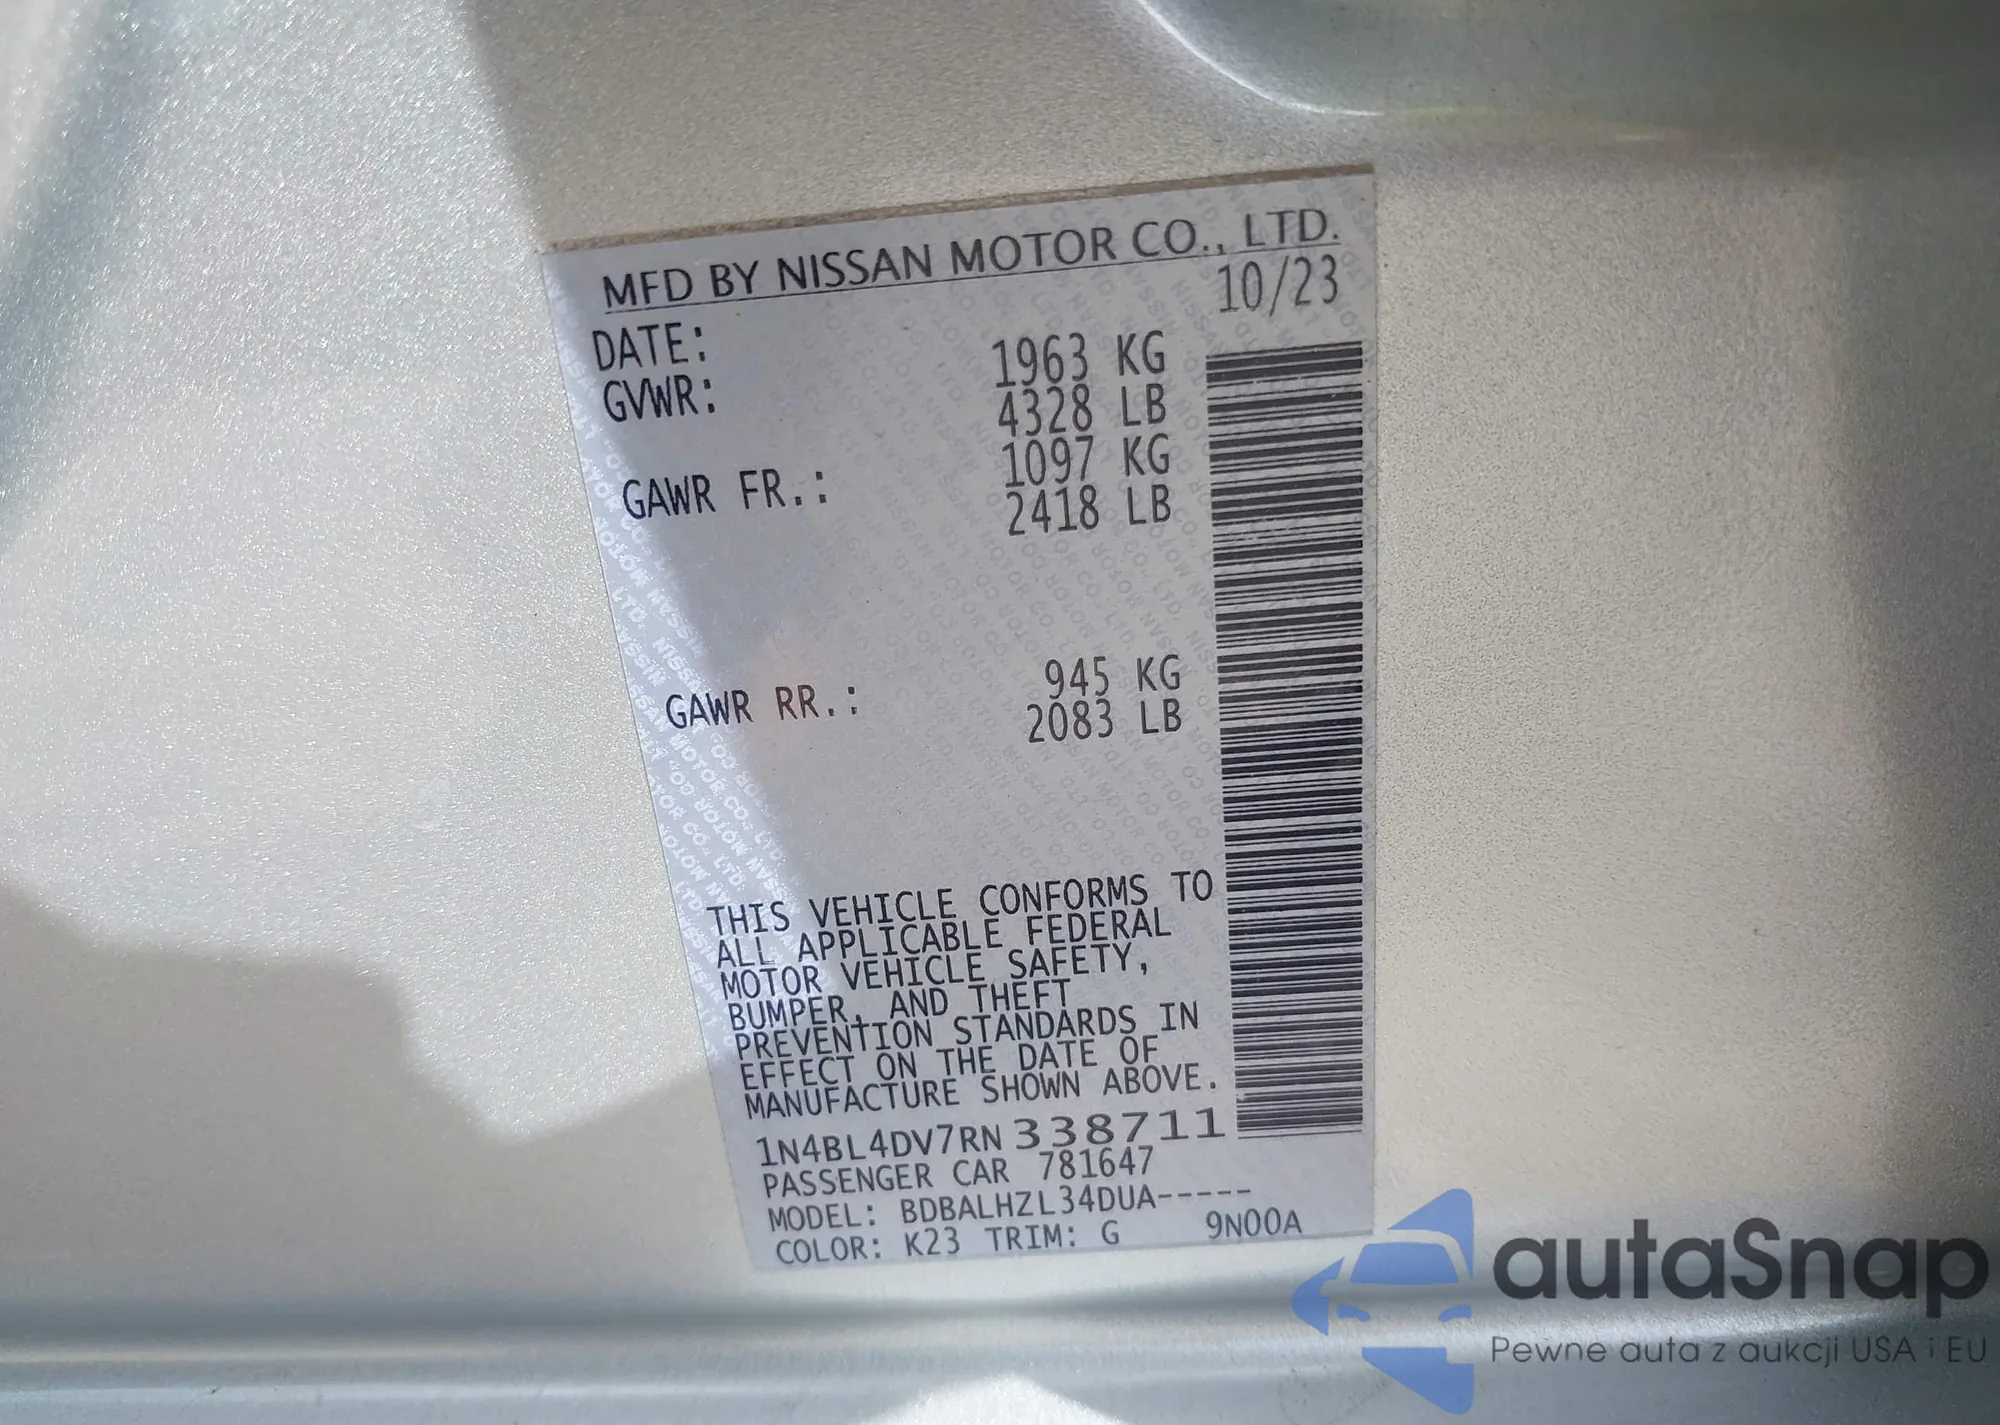 MFD BY NISSAN MOTOR CO., LTD.
DATE: 10/23
GVWR: 1963 KG
4328 LB
GAWR FR.: 1097 KG
2418 LB
GAWR RR.: 945 KG
2083 LB
THIS VEHICLE CONFORMS TO
ALL APPLICABLE FEDERAL
MOTOR VEHICLE SAFETY,
BUMPER, AND THEFT
PREVENTION STANDARDS IN
EFFECT ON THE DATE OF
MANUFACTURE SHOWN ABOVE.
1N4BL4DV7RN338711
PASSENGER CAR 781647
MODEL: BDBALHZL34DUA-----
COLOR: K23 TRIM: G 9N00A
autaSnap
Pewne auta z aukcji USA i EU